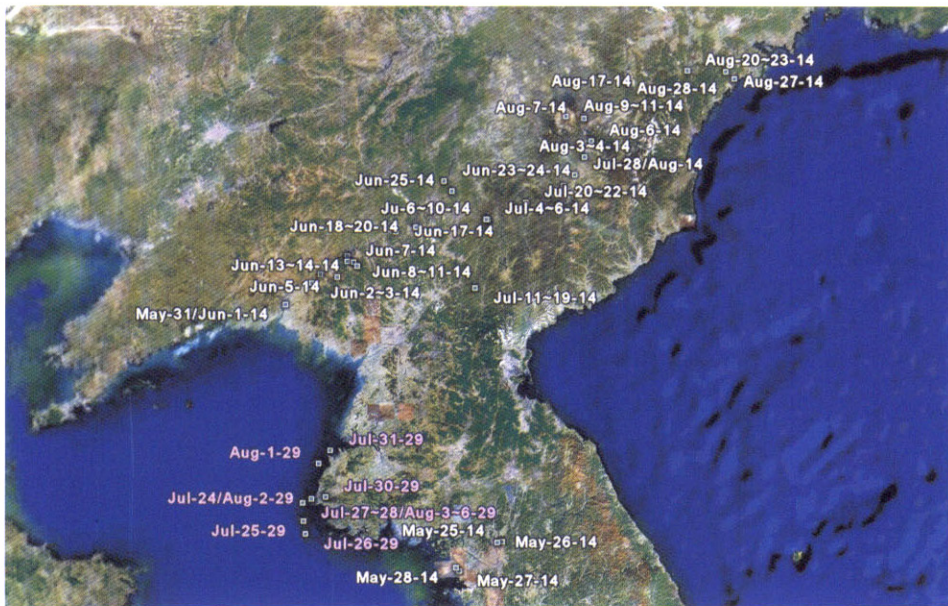 Aug-20~23-14
Aug-17-14
Aug-28-14
Aug-27-14
Aug-7-14
Aug-9~11-14
Aug-6-14
Aug-3~4-14
Jun-23~24-14
Jul-28/Aug-14
Jun-25-14
Jul-20~22-14
Ju-6~10-14
Jul-4~6-14
Jun-18~20-14
Jun-17-14
Jun-7-14
Jun-13~14-14
Jun-8~11-14
Jun-5-14
Jun-2~3-14
Jul-11~19-14
May-31/Jun-1-14
Jul-31-29
Aug-1-29
Jul-30-29
Jul-24/Aug-2-29
Jul-27~28/Aug-3~6-29
Jul-25-29
May-25-14
Jul-26-29
May-26-14
May-28-14
May-27-14